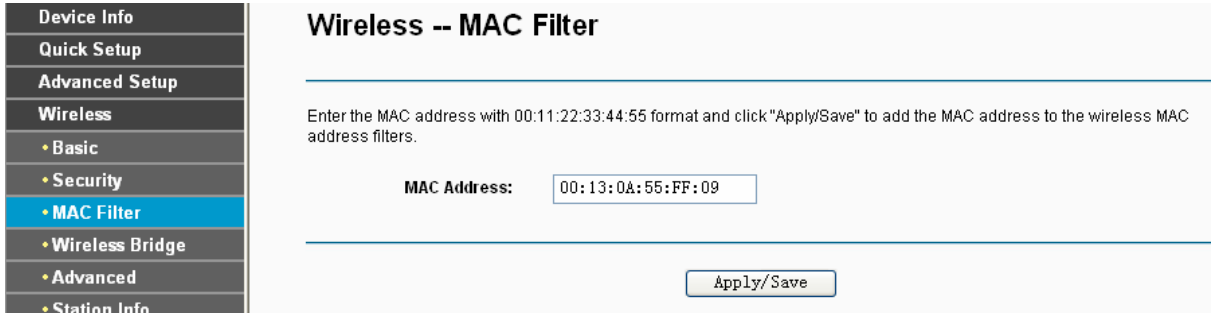 Device Info
Quick Setup
Advanced Setup
Wireless
• Basic
• Security
• MAC Filter
• Wireless Bridge
• Advanced
• Station Info
Wireless -- MAC Filter
Enter the MAC address with 00:11:22:33:44:55 format and click "Apply/Save" to add the MAC address to the wireless MAC
address filters.
MAC Address: 00:13:0A:55:FF:09
Apply/Save